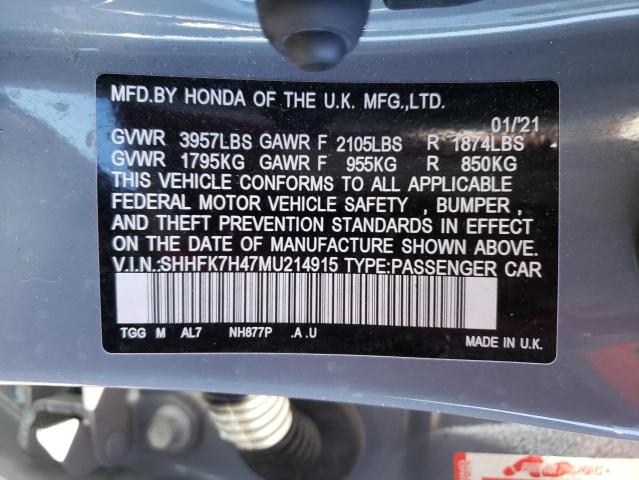 MFD.BY HONDA OF THE U.K. MFG.,LTD.
01/'21
GVWR 3957LBS GAWR F 2105LBS R 1874LBS
GVWR 1795KG GAWR F 955KG R 850KG
THIS VEHICLE CONFORMS TO ALL APPLICABLE
FEDERAL MOTOR VEHICLE SAFETY , BUMPER ,
AND THEFT PREVENTION STANDARDS IN EFFECT
ON THE DATE OF MANUFACTURE SHOWN ABOVE.
V.I.N.:SHHFK7H47MU214915 TYPE:PASSENGER CAR
TGG M AL7 NH877P .A .U
MADE IN U.K.